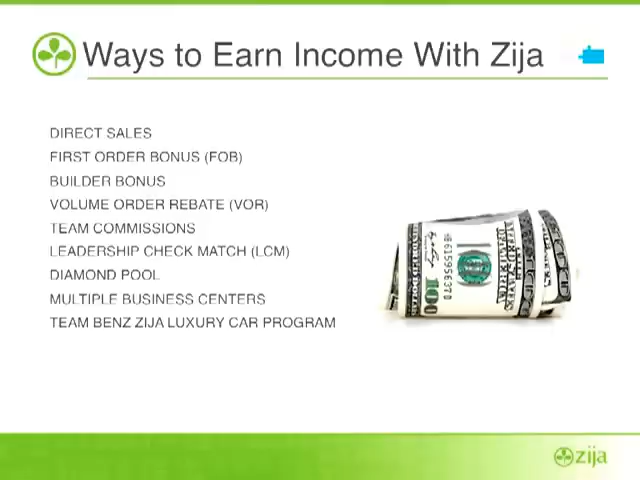 Ways to Earn Income With Zija
DIRECT SALES
FIRST ORDER BONUS (FOB)
BUILDER BONUS
VOLUME ORDER REBATE (VOR)
TEAM COMMISSIONS
LEADERSHIP CHECK MATCH (LCM)
DIAMOND POOL
MULTIPLE BUSINESS CENTERS
TEAM BENZ ZIJA LUXURY CAR PROGRAM
100
zija